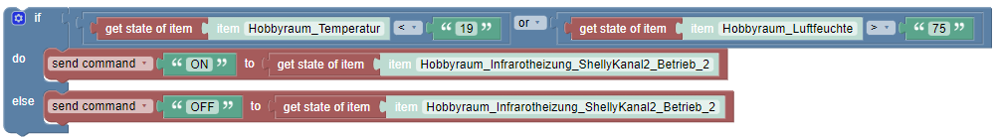 if get state of item item Hobbyraum_Temperatur < “ 19 ” or get state of item item Hobbyraum_Luftfeuchte > “ 75 ”
do send command “ ON ” to get state of item item Hobbyraum_Infrarotheizung_ShellyKanal2_Betrieb_2
else send command “ OFF ” to get state of item item Hobbyraum_Infrarotheizung_ShellyKanal2_Betrieb_2